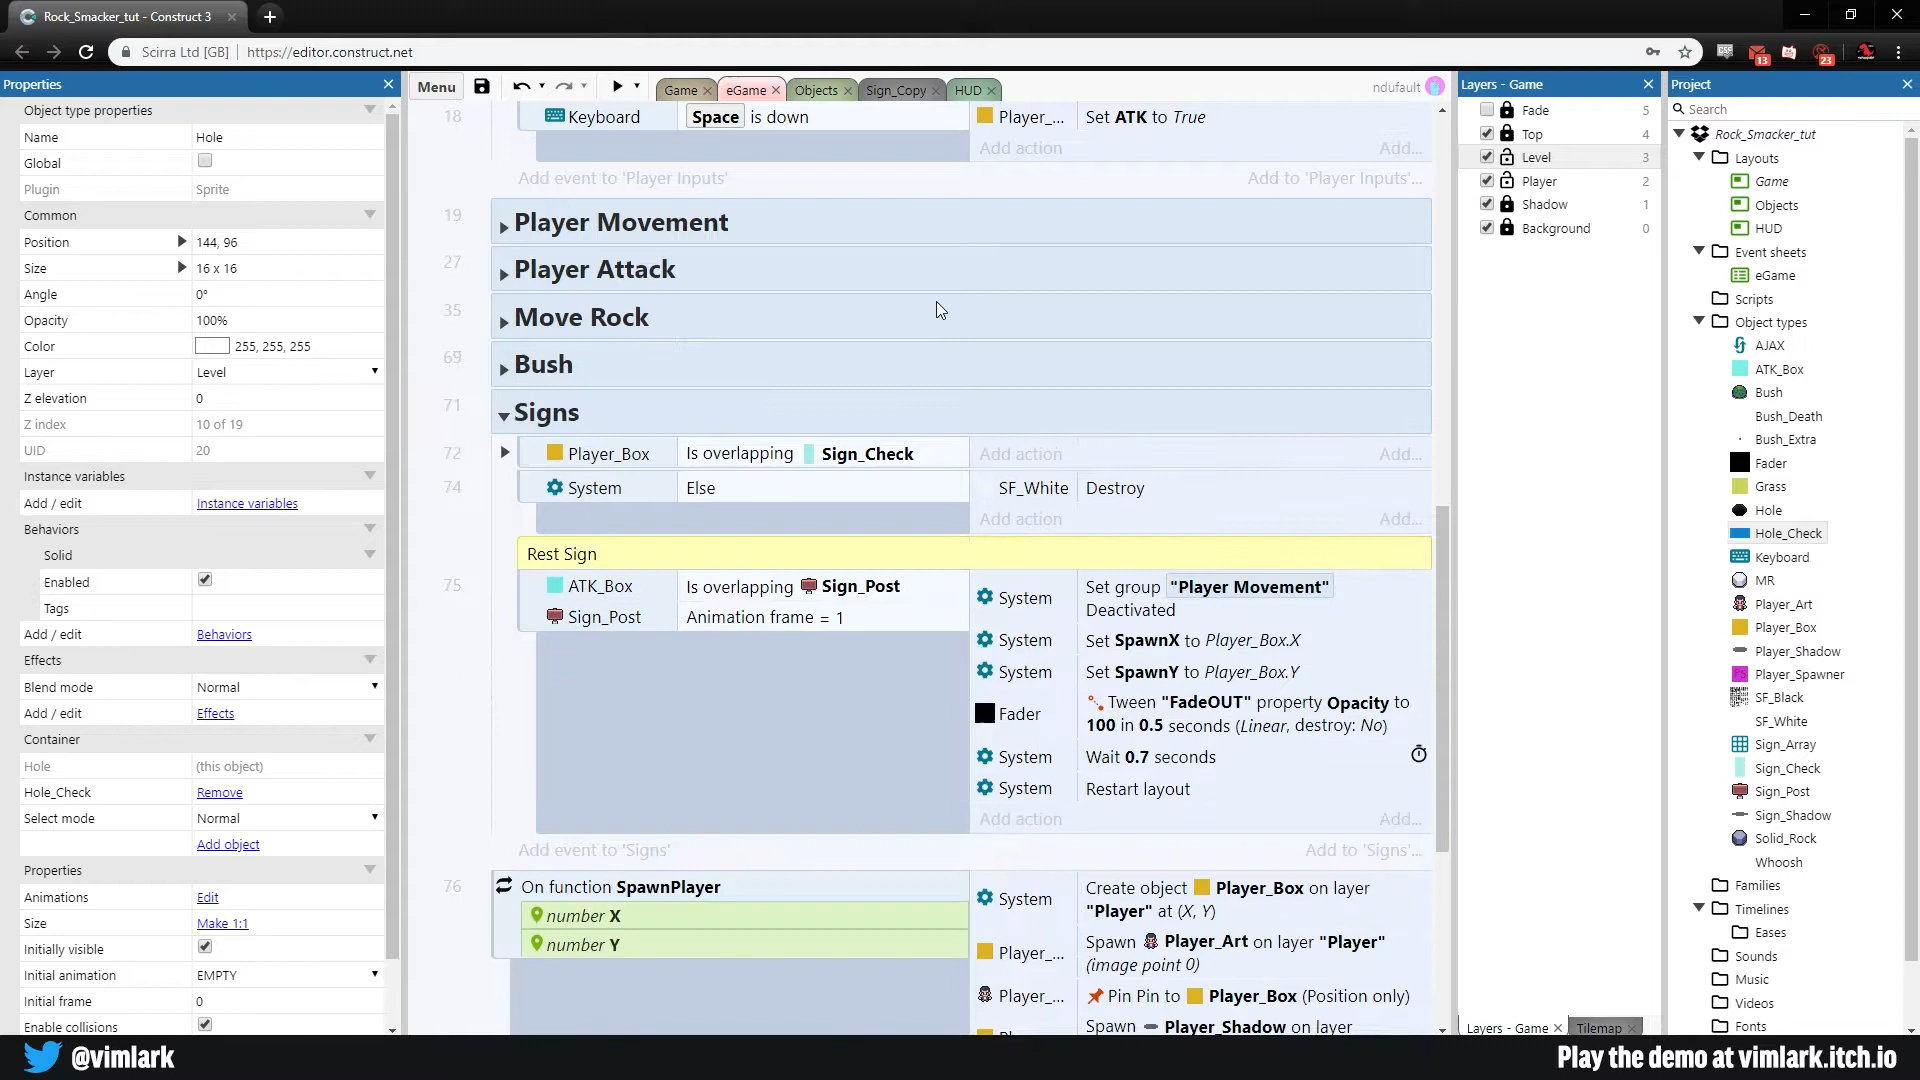 Rock_Smacker_tut - Construct 3
Scirra Ltd [GB] https://editor.construct.net
13
23
Properties
Object type properties
Name Hole
Global
Plugin Sprite
Common
Position 144, 96
Size 16 x 16
Angle 0°
Opacity 100%
Color 255, 255, 255
Layer Level
Z elevation 0
Z index 10 of 19
UID 20
Instance variables
Add / edit Instance variables
Behaviors
Solid
Enabled
Tags
Add / edit Behaviors
Effects
Blend mode Normal
Add / edit Effects
Container
Hole (this object)
Hole_Check Remove
Select mode Normal
Add object
Properties
Animations Edit
Size Make 1:1
Initially visible
Initial animation EMPTY
Initial frame 0
Enable collisions
Menu
Game
eGame
Objects
Sign_Copy
HUD
ndufault
18 Keyboard Space is down Player_... Set ATK to True
Add action Add...
Add event to 'Player Inputs' Add to 'Player Inputs'...
19 Player Movement
27 Player Attack
35 Move Rock
69 Bush
71 Signs
72 Player_Box Is overlapping Sign_Check Add action Add...
74 System Else SF_White Destroy
Add action Add...
Rest Sign
75 ATK_Box Is overlapping Sign_Post
Sign_Post Animation frame = 1
System Set group "Player Movement" Deactivated
System Set SpawnX to Player_Box.X
System Set SpawnY to Player_Box.Y
Fader Tween "FadeOUT" property Opacity to
100 in 0.5 seconds (Linear, destroy: No)
System Wait 0.7 seconds
System Restart layout
Add action Add...
Add event to 'Signs' Add to 'Signs'...
76 On function SpawnPlayer
number X
number Y
System Create object Player_Box on layer
"Player" at (X, Y)
Player_... Spawn Player_Art on layer "Player"
(image point 0)
Player_... Pin Pin to Player_Box (Position only)
Spawn Player_Shadow on layer
Layers - Game
Fade 5
Top 4
Level 3
Player 2
Shadow 1
Background 0
Layers - Game
Tilemap
Project
Search
Rock_Smacker_tut
Layouts
Game
Objects
HUD
Event sheets
eGame
Scripts
Object types
AJAX
ATK_Box
Bush
Bush_Death
Bush_Extra
Fader
Grass
Hole
Hole_Check
Keyboard
MR
Player_Art
Player_Box
Player_Shadow
Player_Spawner
SF_Black
SF_White
Sign_Array
Sign_Check
Sign_Post
Sign_Shadow
Solid_Rock
Whoosh
Families
Timelines
Eases
Sounds
Music
Videos
Fonts
@vimlark
Play the demo at vimlark.itch.io